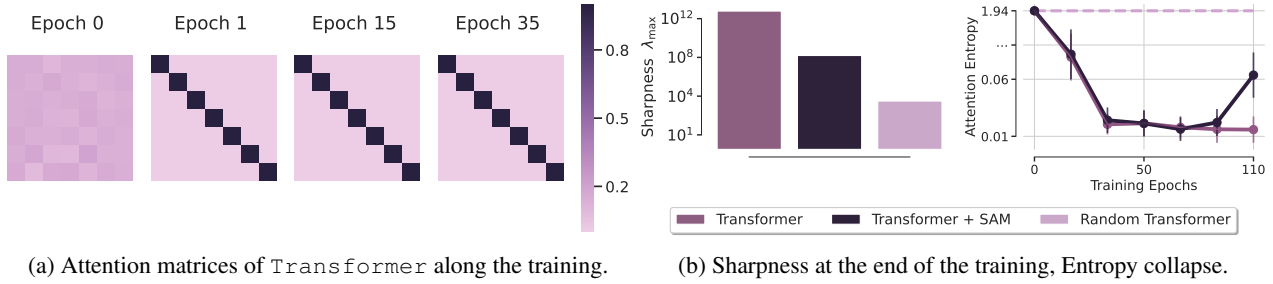 Epoch 0
Epoch 1
Epoch 15
Epoch 35
0.8
0.5
0.2
(a) Attention matrices of Transformer along the training.
Sharpness λmax
10¹²
10⁸
10⁴
10¹
Attention Entropy
1.94
...
0.06
0.01
0
50
110
Training Epochs
Transformer
Transformer + SAM
Random Transformer
(b) Sharpness at the end of the training, Entropy collapse.